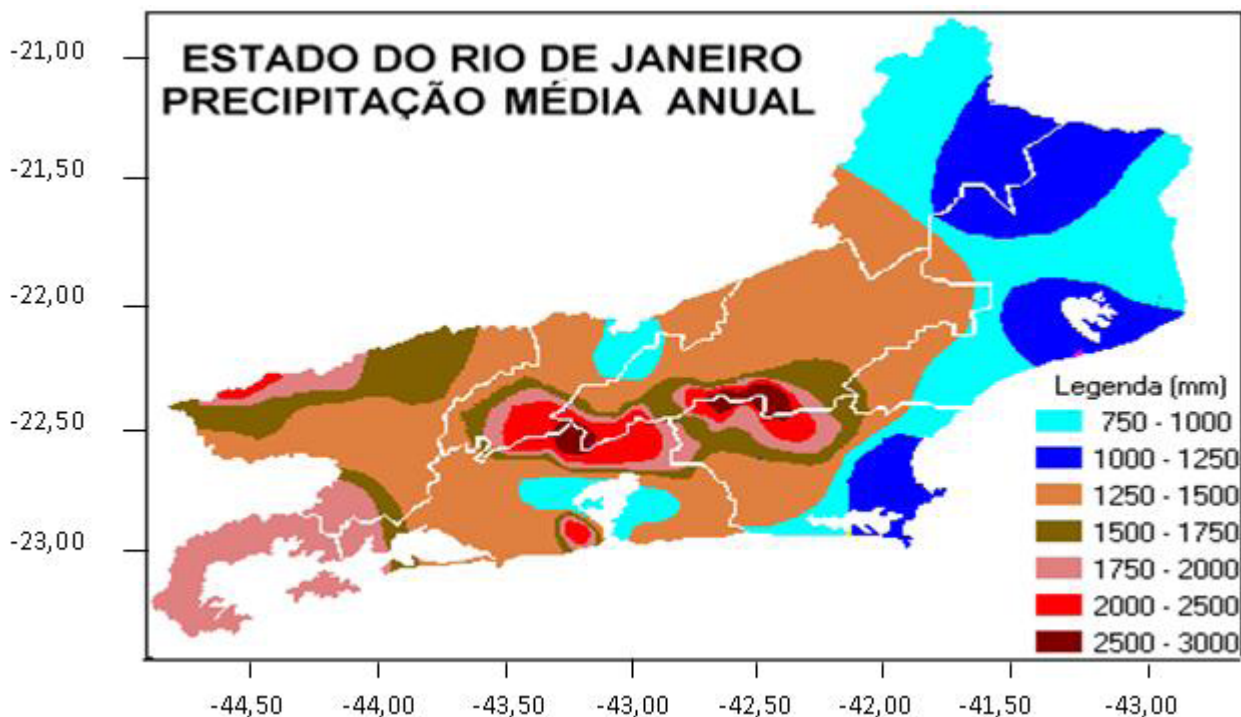 ESTADO DO RIO DE JANEIRO
PRECIPITAÇÃO MÉDIA ANUAL
-21,00
-21,50
-22,00
-22,50
-23,00
Legenda (mm)
750 - 1000
1000 - 1250
1250 - 1500
1500 - 1750
1750 - 2000
2000 - 2500
2500 - 3000
-44,50 -44,00 -43,50 -43,00 -42,50 -42,00 -41,50 -43,00